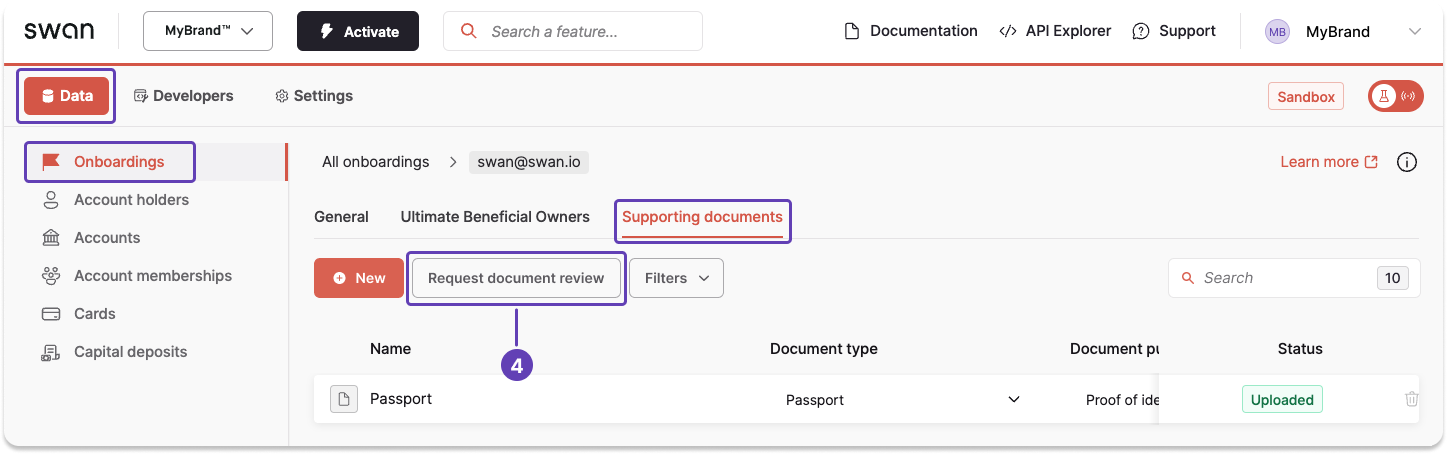 swan
MyBrand™
Activate
Search a feature...
Documentation
API Explorer
Support
MB
MyBrand
Data
Developers
Settings
Sandbox
Onboardings
Account holders
Accounts
Account memberships
Cards
Capital deposits
All onboardings > swan@swan.io
Learn more
General
Ultimate Beneficial Owners
Supporting documents
New
Request document review
Filters
Search
10
4
Name
Document type
Document pu
Status
Passport
Passport
Proof of ide
Uploaded